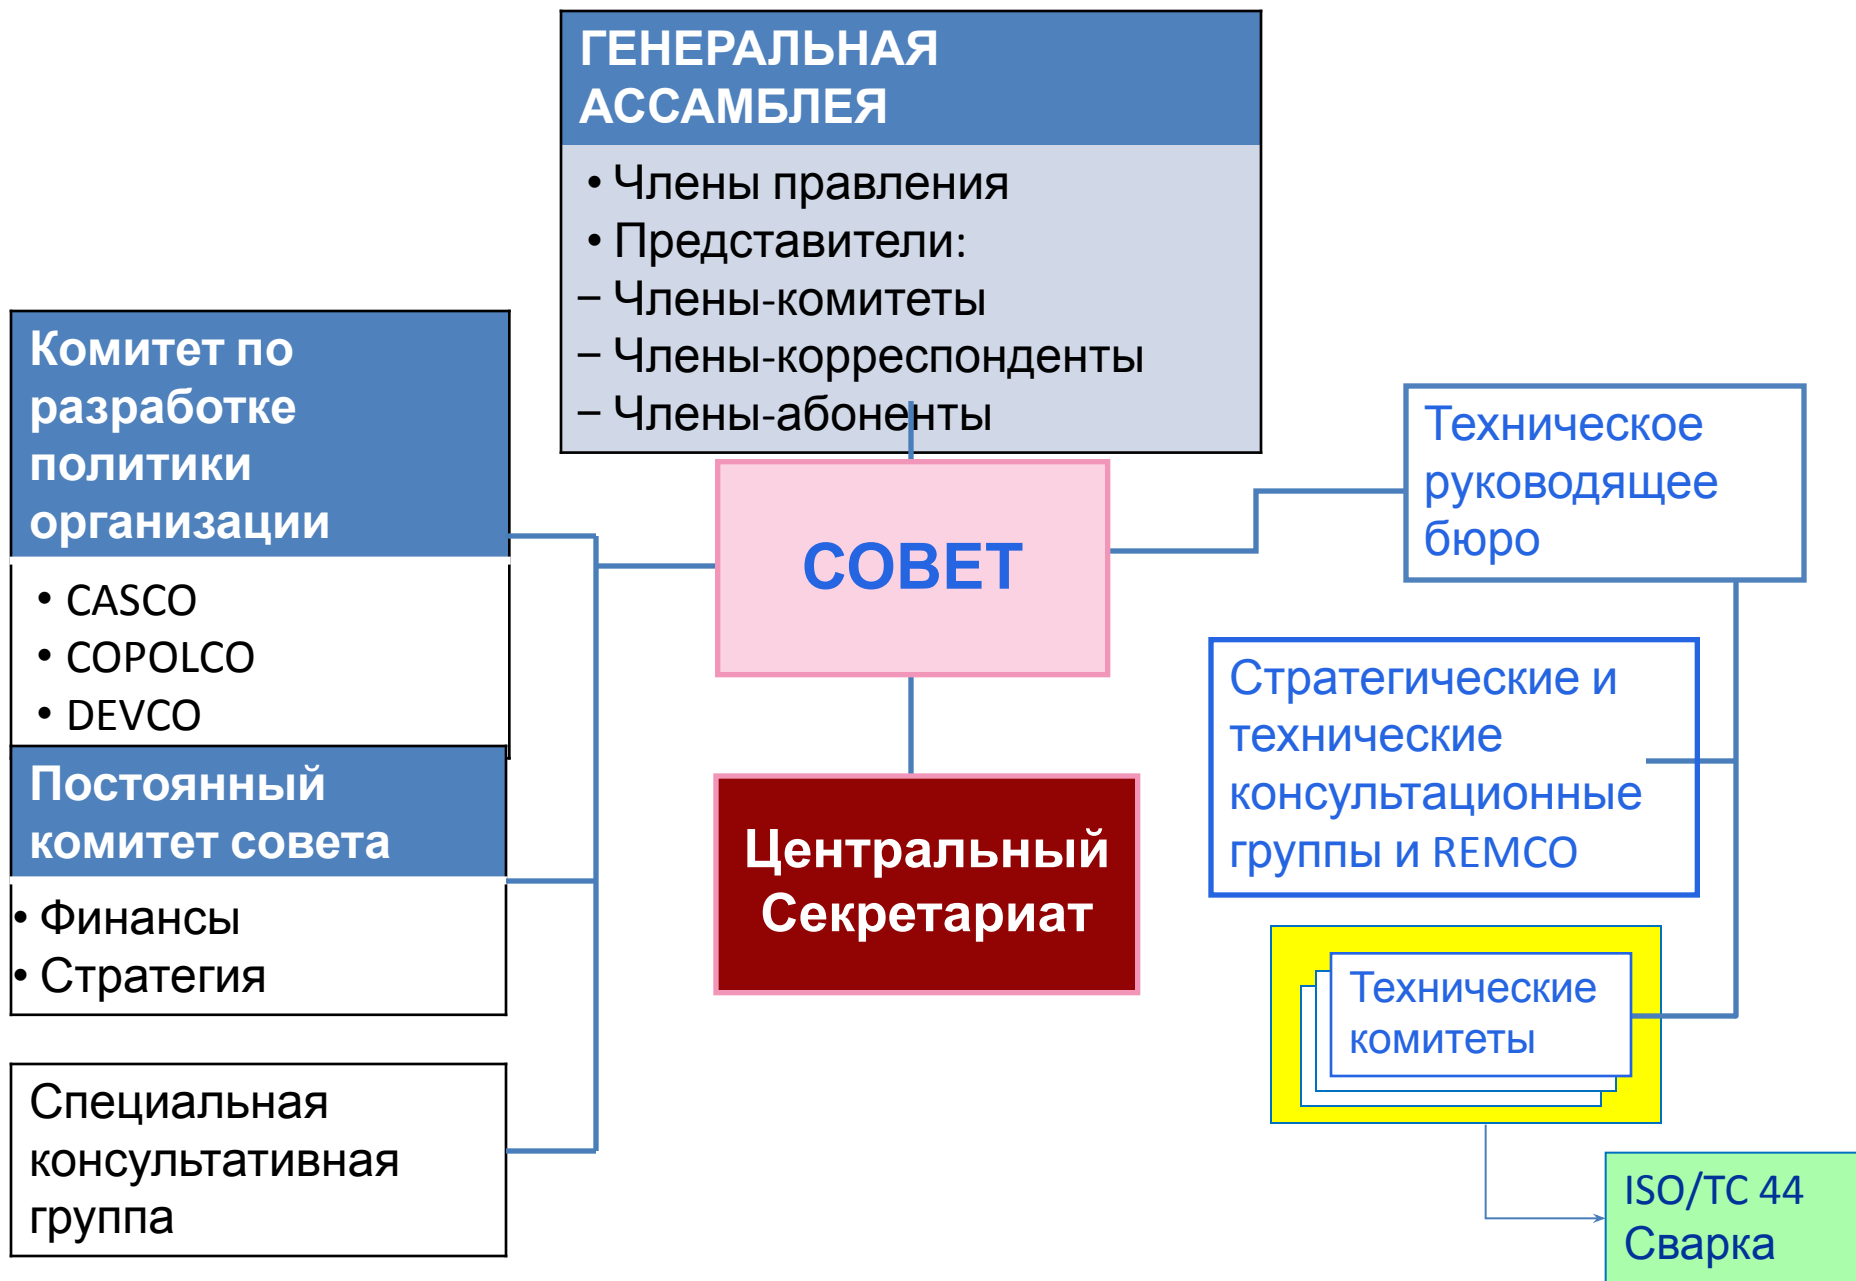 ГЕНЕРАЛЬНАЯ
АССАМБЛЕЯ
• Члены правления
• Представители:
– Члены-комитеты
– Члены-корреспонденты
– Члены-абоненты
Комитет по
разработке
политики
организации
• CASCO
• COPOLCO
• DEVCO
Постоянный
комитет совета
• Финансы
• Стратегия
Специальная
консультативная
группа
СОВЕТ
Центральный
Секретариат
Техническое
руководящее
бюро
Стратегические и
технические
консультационные
группы и REMCO
Технические
комитеты
ISO/TC 44
Сварка